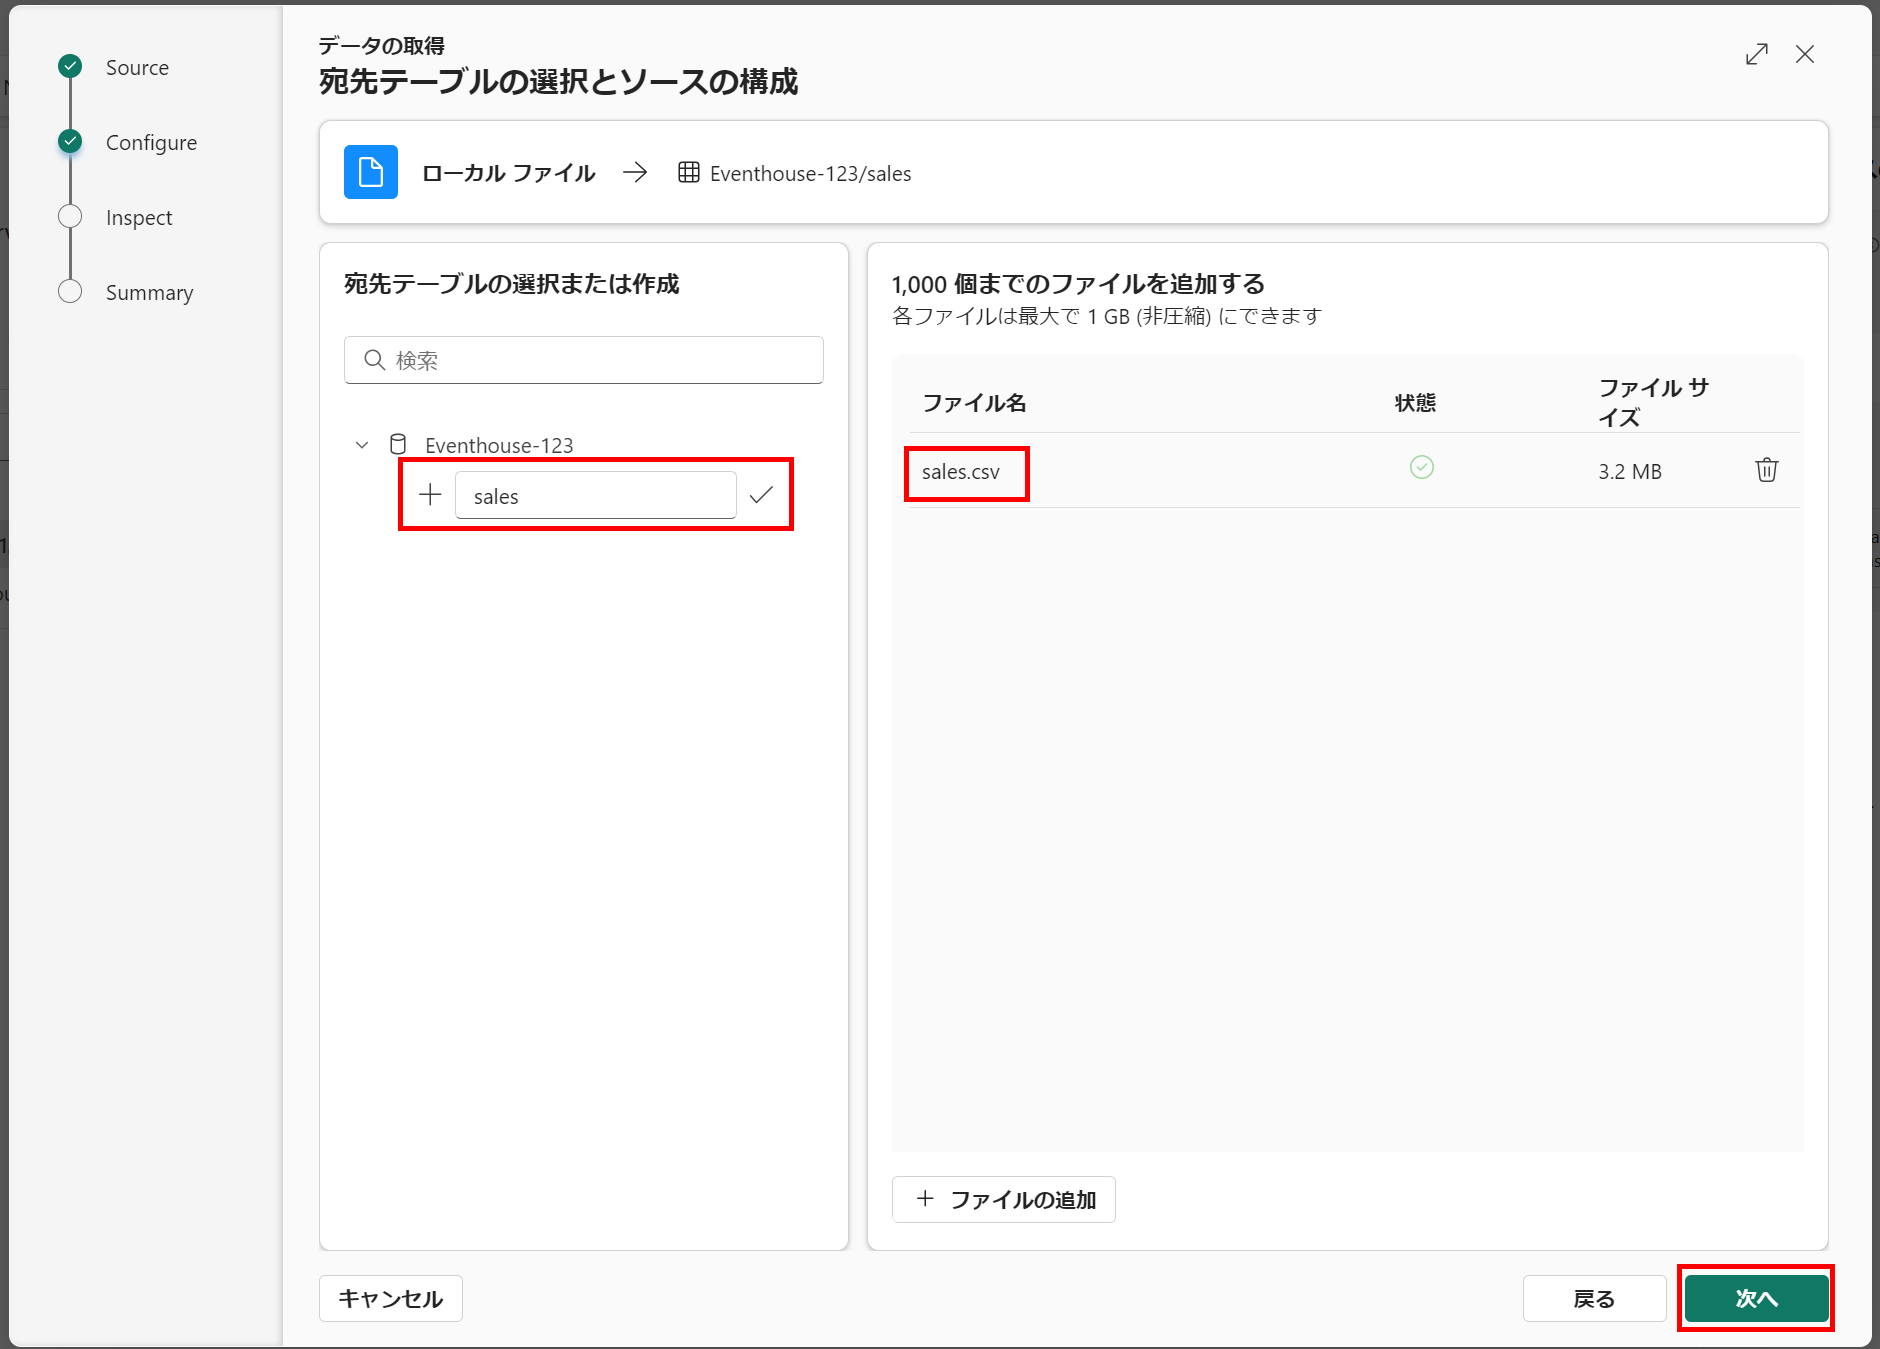 Source
Configure
Inspect
Summary
データの取得
宛先テーブルの選択とソースの構成
ローカル ファイル
Eventhouse-123/sales
宛先テーブルの選択または作成
検索
Eventhouse-123
sales
1,000 個までのファイルを追加する
各ファイルは最大で 1 GB (非圧縮) にできます
ファイル名
状態
ファイル サ
イズ
sales.csv
3.2 MB
ファイルの追加
キャンセル
戻る
次へ